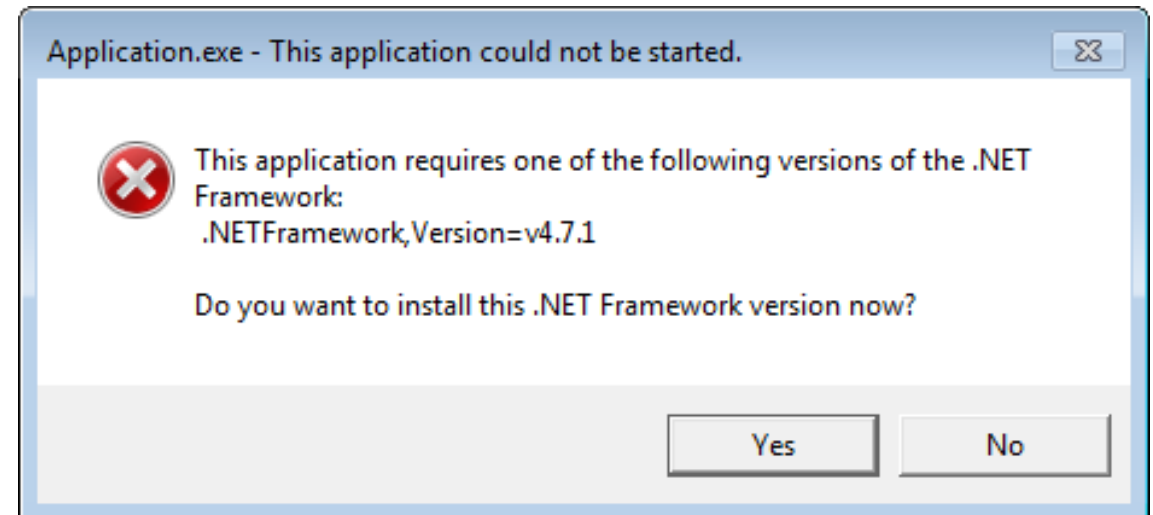 Application.exe - This application could not be started.
This application requires one of the following versions of the .NET
Framework:
.NETFramework,Version=v4.7.1
Do you want to install this .NET Framework version now?
Yes
No